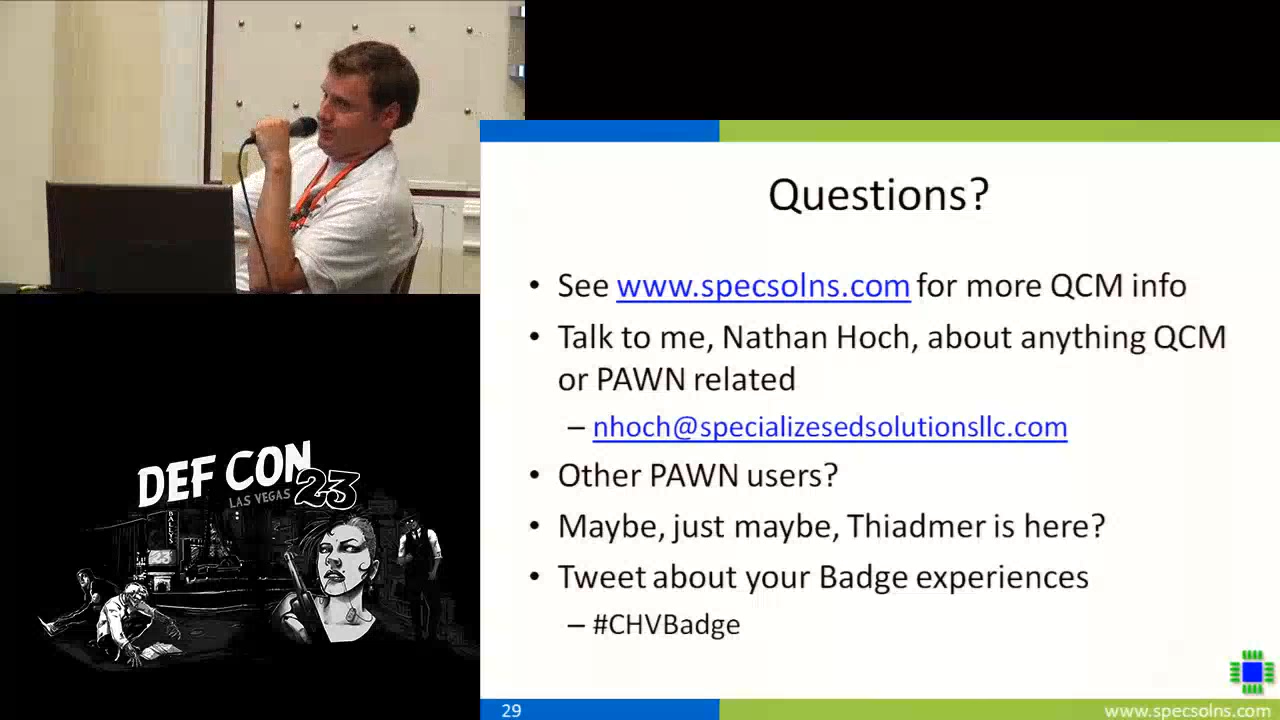 Questions?
• See www.specsolns.com for more QCM info
• Talk to me, Nathan Hoch, about anything QCM
or PAWN related
– nhoch@specializesedsolutionsllc.com
• Other PAWN users?
• Maybe, just maybe, Thiadmer is here?
• Tweet about your Badge experiences
– #CHVBadge
29
www.specsolns.com
DEF CON
LAS VEGAS 23
BALLYS